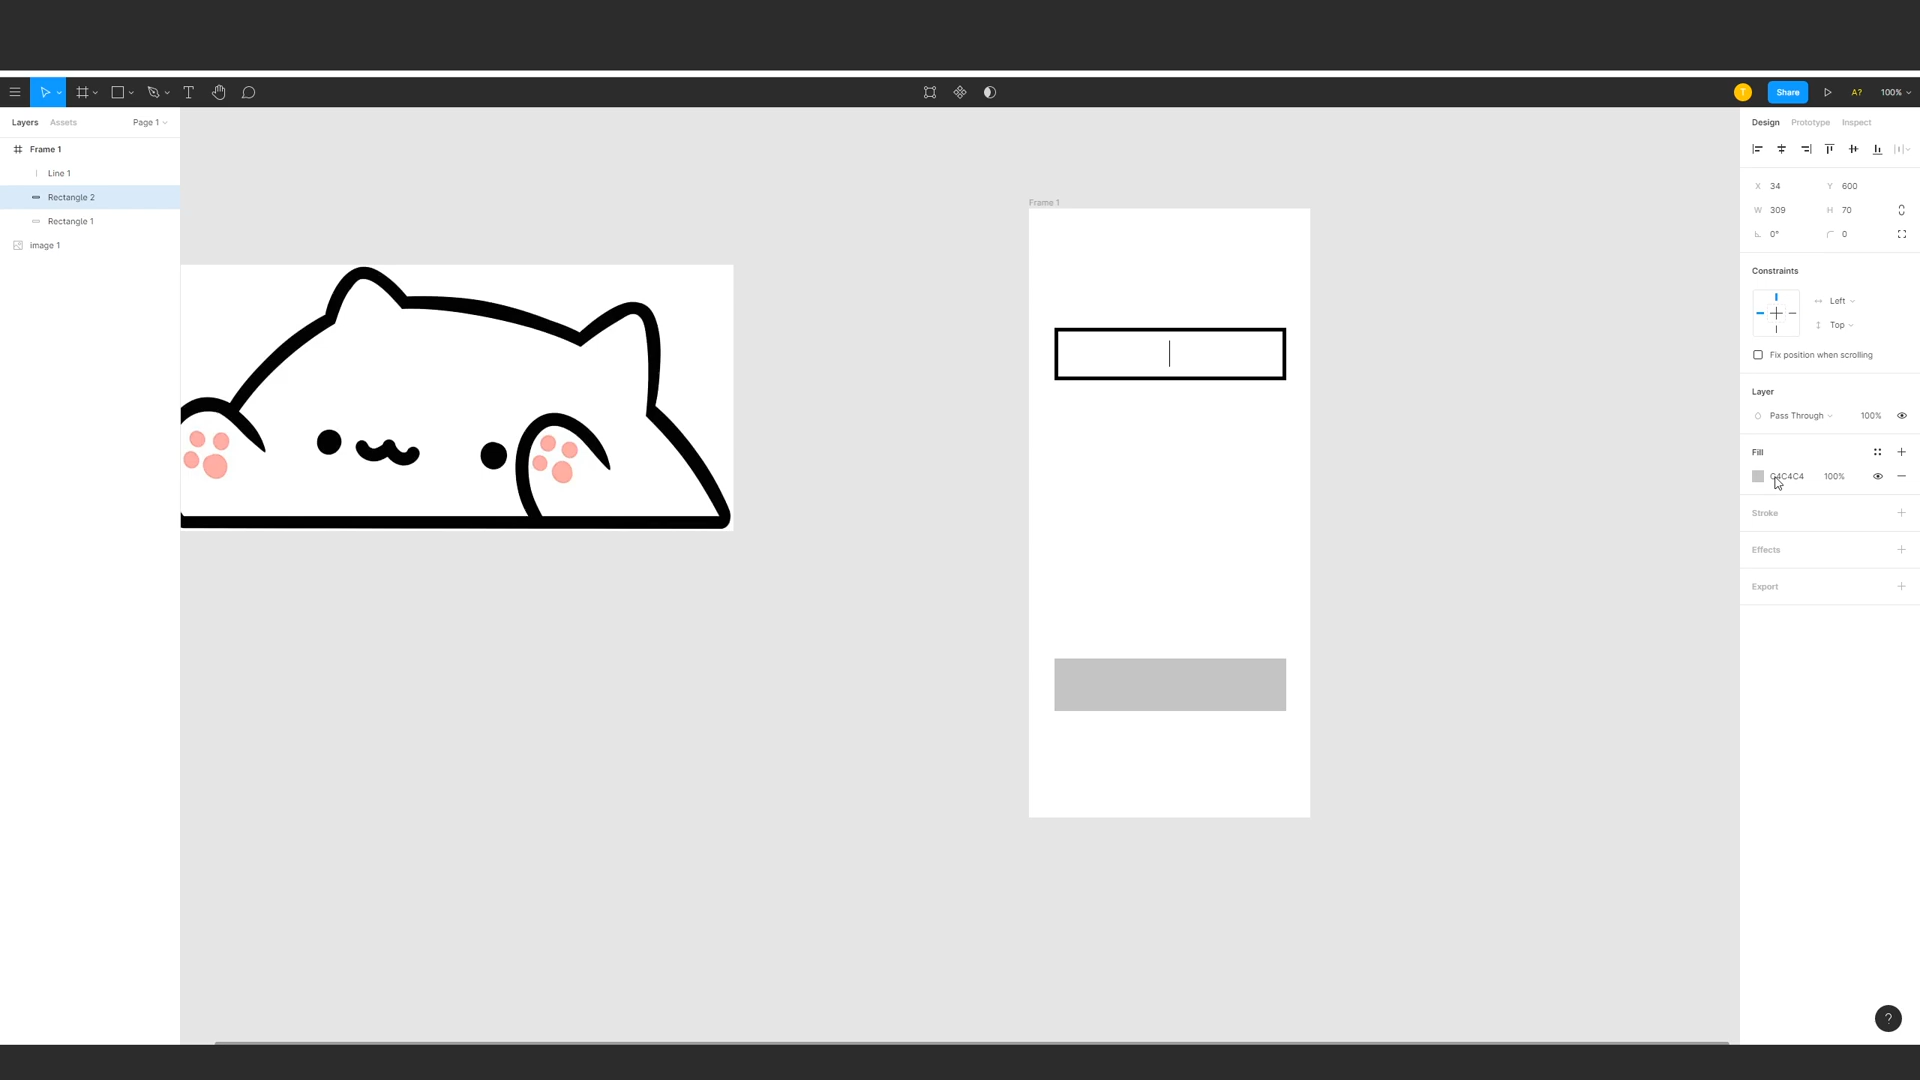 T
Share
A?
100%
Layers
Assets
Page 1
Design
Prototype
Inspect
Frame 1
Line 1
Rectangle 2
Rectangle 1
image 1
Frame 1
X 34
Y 600
W 309
H 70
0°
0
Constraints
Left
Top
Fix position when scrolling
Layer
Pass Through
100%
Fill
C4C4C4
100%
Stroke
Effects
Export
?